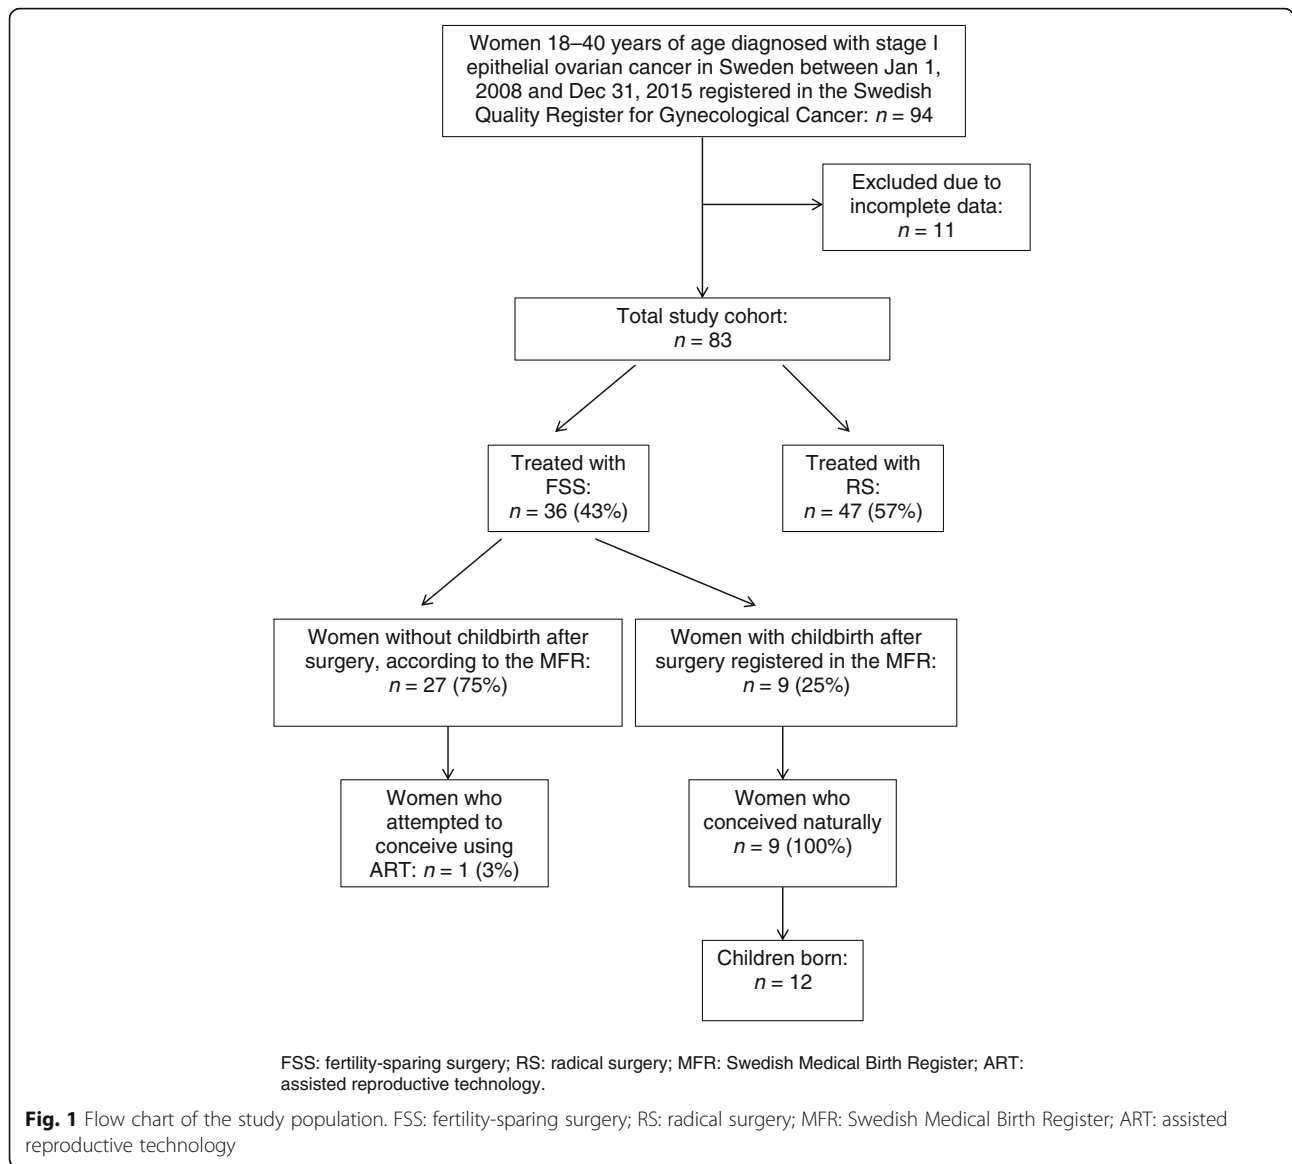 Women 18–40 years of age diagnosed with stage I
epithelial ovarian cancer in Sweden between Jan 1,
2008 and Dec 31, 2015 registered in the Swedish
Quality Register for Gynecological Cancer: n = 94
Excluded due to
incomplete data:
n = 11
Total study cohort:
n = 83
Treated with
FSS:
n = 36 (43%)
Treated with
RS:
n = 47 (57%)
Women without childbirth after
surgery, according to the MFR:
n = 27 (75%)
Women with childbirth after
surgery registered in the MFR:
n = 9 (25%)
Women who
attempted to
conceive using
ART: n = 1 (3%)
Women who
conceived naturally
n = 9 (100%)
Children born:
n = 12
FSS: fertility-sparing surgery; RS: radical surgery; MFR: Swedish Medical Birth Register; ART:
assisted reproductive technology.
Fig. 1 Flow chart of the study population. FSS: fertility-sparing surgery; RS: radical surgery; MFR: Swedish Medical Birth Register; ART: assisted
reproductive technology